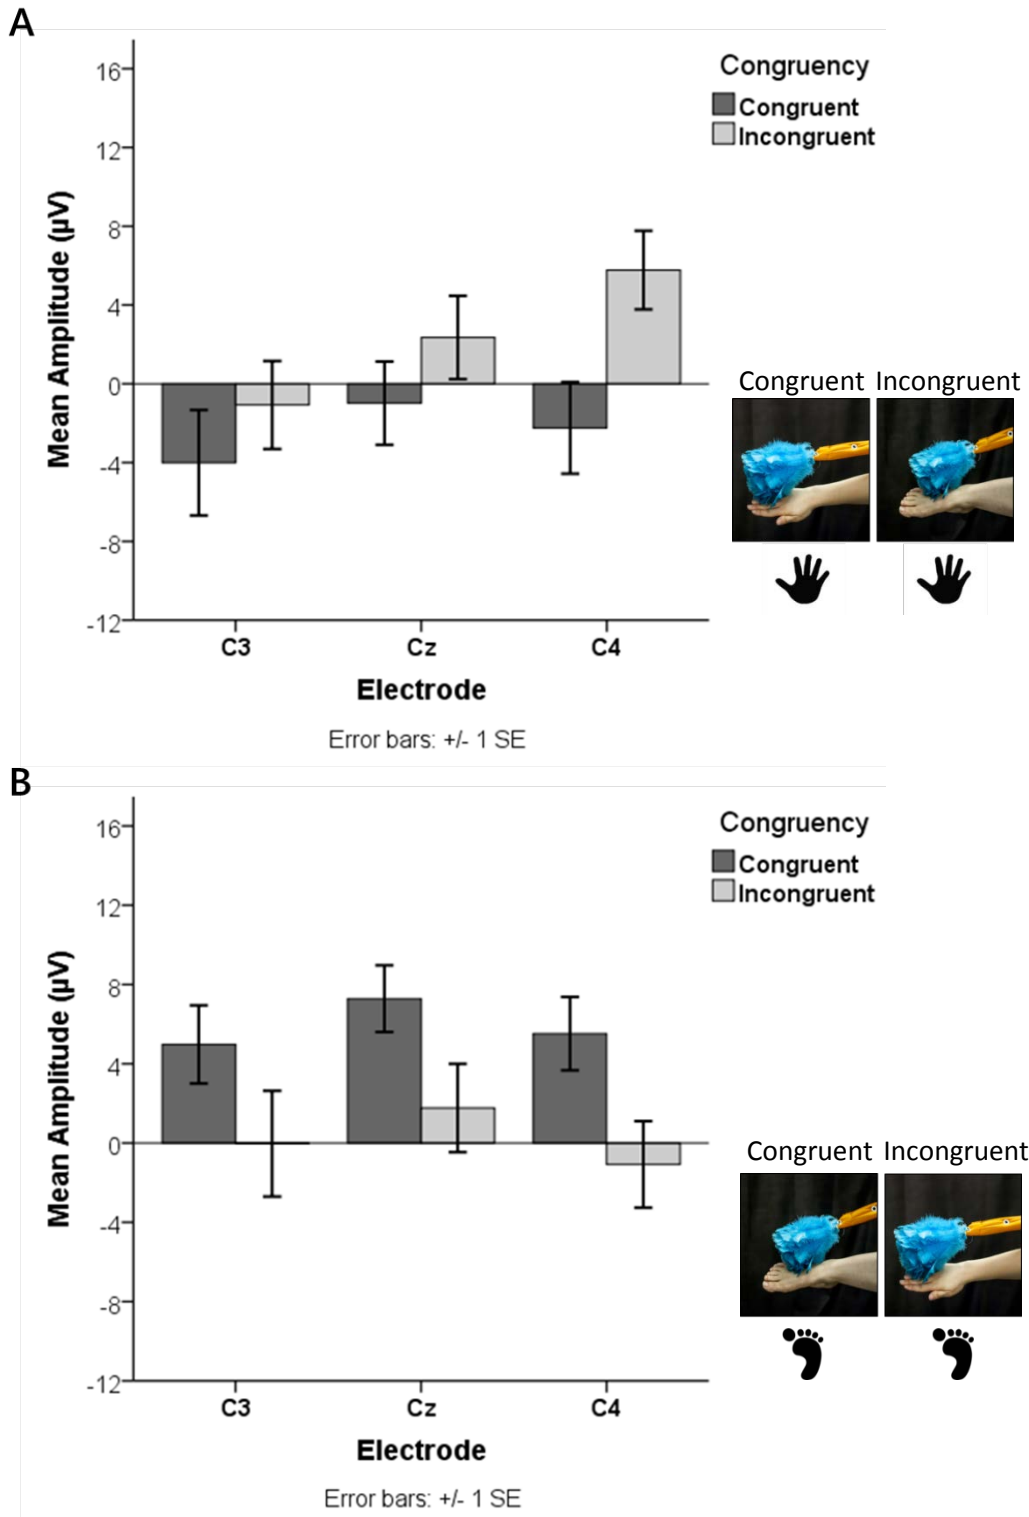 A
Congruency
Congruent
Incongruent
16
12
8
4
0
-4
-8
-12
Mean Amplitude (µV)
C3 Cz C4
Electrode
Error bars: +/- 1 SE
Congruent Incongruent
B
Congruency
Congruent
Incongruent
16
12
8
4
0
-4
-8
-12
Mean Amplitude (µV)
C3 Cz C4
Electrode
Error bars: +/- 1 SE
Congruent Incongruent